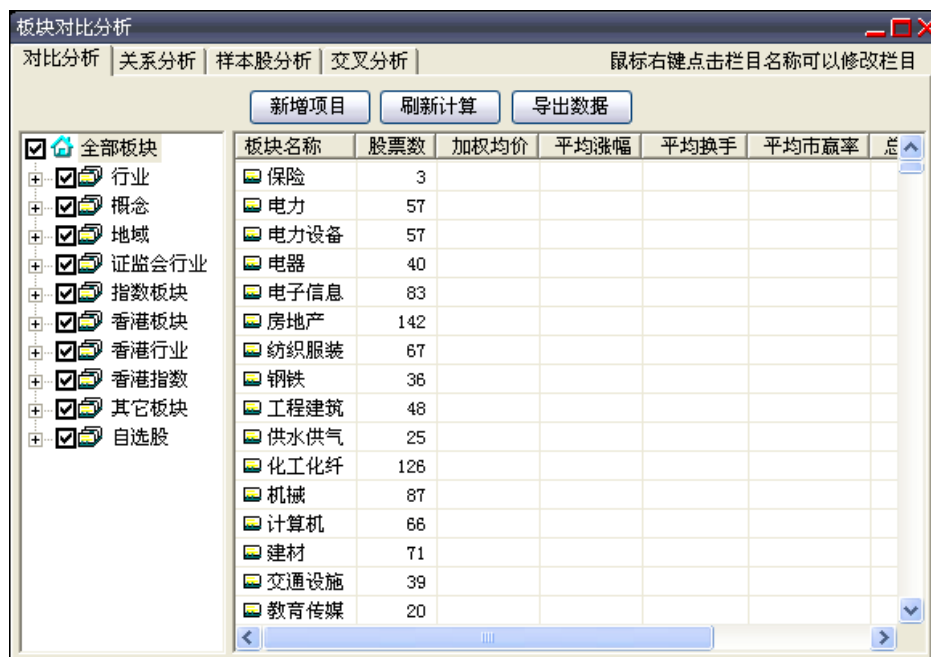 板块对比分析
对比分析 关系分析 样本股分析 交叉分析 鼠标右键点击栏目名称可以修改栏目
新增项目 刷新计算 导出数据
全部板块
行业
概念
地域
证监会行业
指数板块
香港板块
香港行业
香港指数
其它板块
自选股
板块名称 股票数 加权均价 平均涨幅 平均换手 平均市赢率 总
保险 3
电力 57
电力设备 57
电器 40
电子信息 83
房地产 142
纺织服装 67
钢铁 36
工程建筑 48
供水供气 25
化工化纤 126
机械 87
计算机 66
建材 71
交通设施 39
教育传媒 20